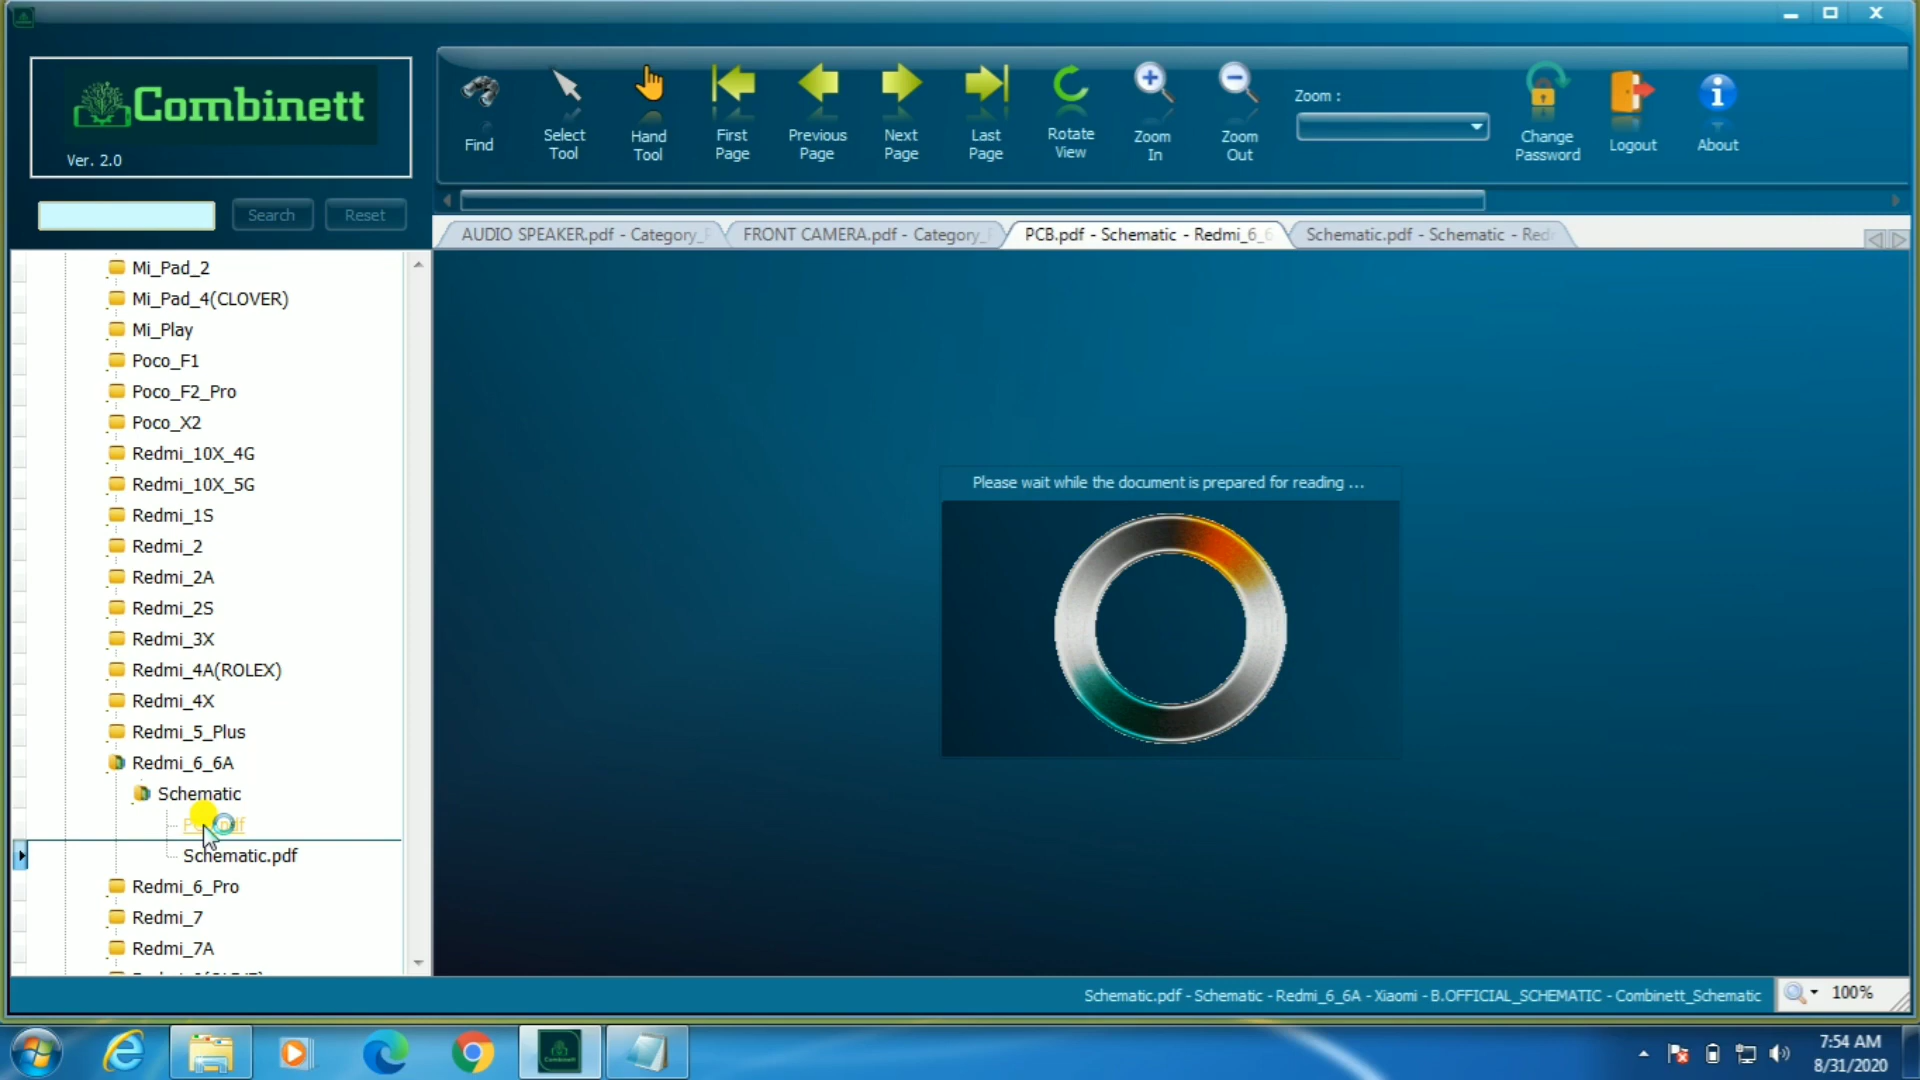 Combinett
Ver. 2.0
Find
Select Tool
Hand Tool
First Page
Previous Page
Next Page
Last Page
Rotate View
Zoom In
Zoom Out
Zoom :
Change Password
Logout
About
Search
Reset
AUDIO SPEAKER.pdf - Category_
FRONT CAMERA.pdf - Category_
PCB.pdf - Schematic - Redmi_6_6
Schematic.pdf - Schematic - Red
Mi_Pad_2
Mi_Pad_4(CLOVER)
Mi_Play
Poco_F1
Poco_F2_Pro
Poco_X2
Redmi_10X_4G
Redmi_10X_5G
Redmi_1S
Redmi_2
Redmi_2A
Redmi_2S
Redmi_3X
Redmi_4A(ROLEX)
Redmi_4X
Redmi_5_Plus
Redmi_6_6A
Schematic
Schematic.pdf
Redmi_6_Pro
Redmi_7
Redmi_7A
Please wait while the document is prepared for reading ...
Schematic.pdf - Schematic - Redmi_6_6A - Xiaomi - B.OFFICIAL_SCHEMATIC - Combinett_Schematic
100%
7:54 AM
8/31/2020